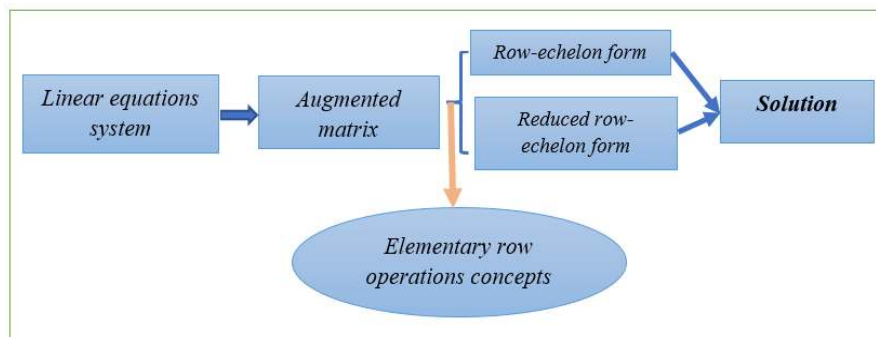 Linear equations
system
Augmented
matrix
Row-echelon form
Reduced row-
echelon form
Solution
Elementary row
operations concepts